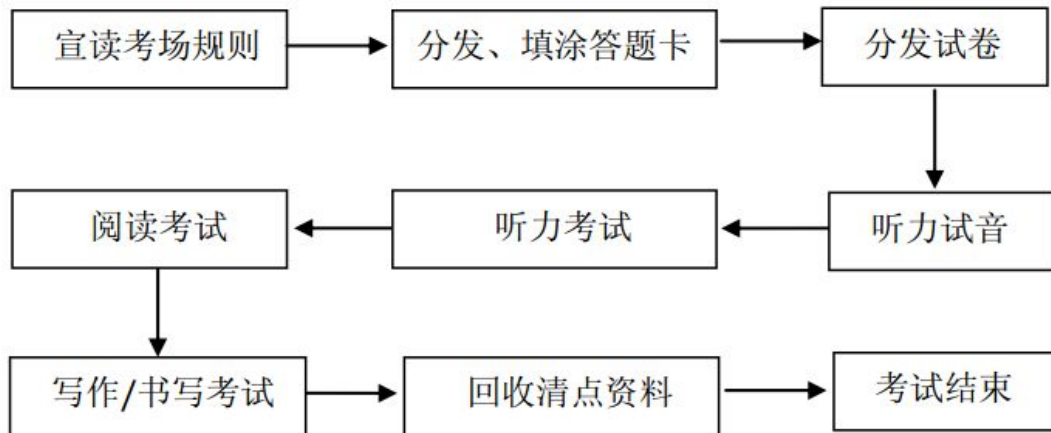 宣读考场规则
分发、填涂答题卡
分发试卷
听力试音
听力考试
阅读考试
写作/书写考试
回收清点资料
考试结束